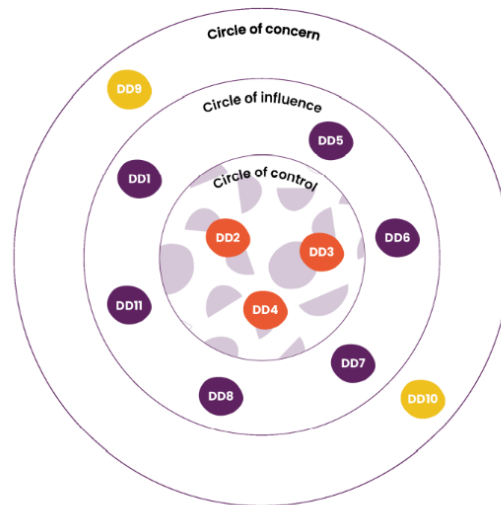 Circle of concern
DD9
Circle of influence
DD5
DD1
Circle of control
DD2
DD6
DD3
DD11
DD4
DD7
DD8
DD10